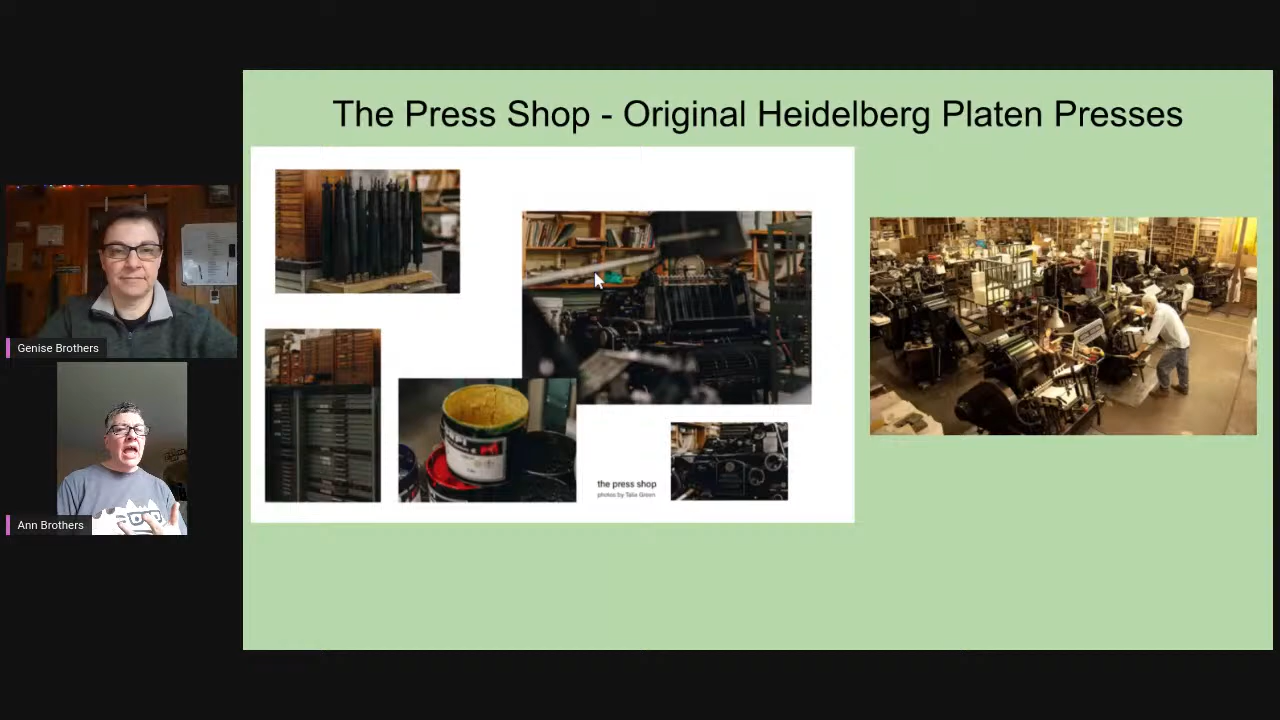 The Press Shop - Original Heidelberg Platen Presses
Genise Brothers
Ann Brothers
the press shop
photos by Talia Green